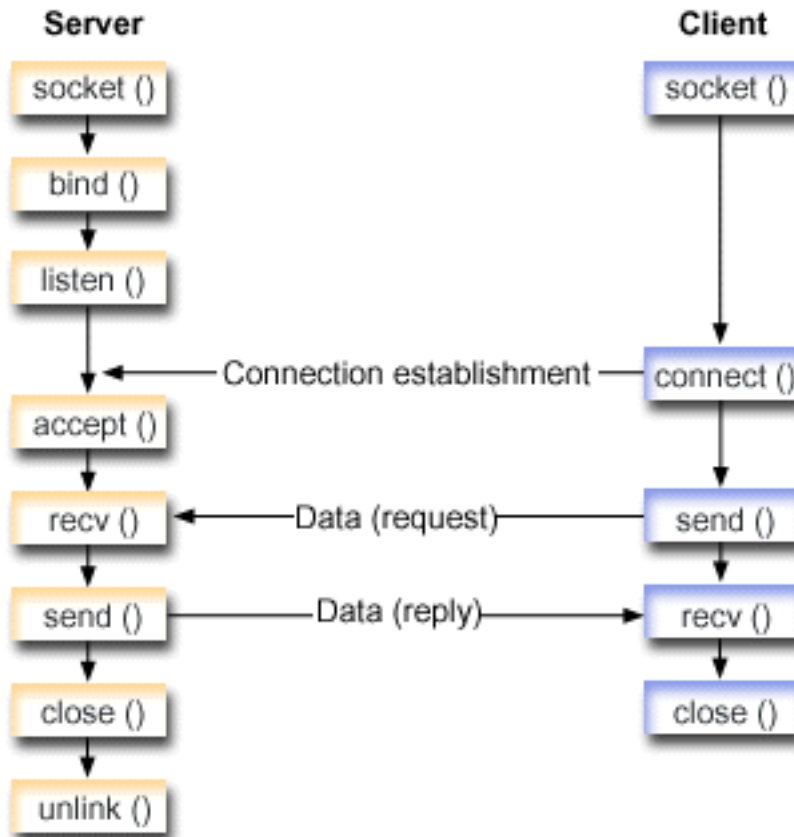 Server
Client
socket ()
socket ()
bind ()
listen ()
Connection establishment
connect ()
accept ()
recv ()
Data (request)
send ()
send ()
Data (reply)
recv ()
close ()
close ()
unlink ()